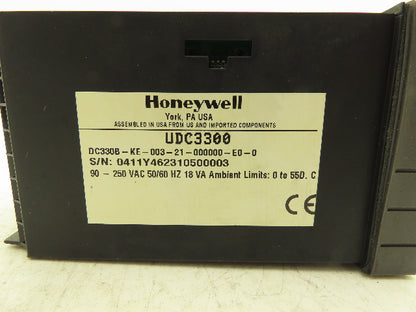 Honeywell
York, PA USA
ASSEMBLED IN USA FROM US AND IMPORTED COMPONENTS
UDC3300
DC330B-KE-003-21-000000-E0-0
S/N: 0411Y462310500003
90 - 250 VAC 50/60 HZ 18 VA Ambient Limits: 0 to 55D. C
CE